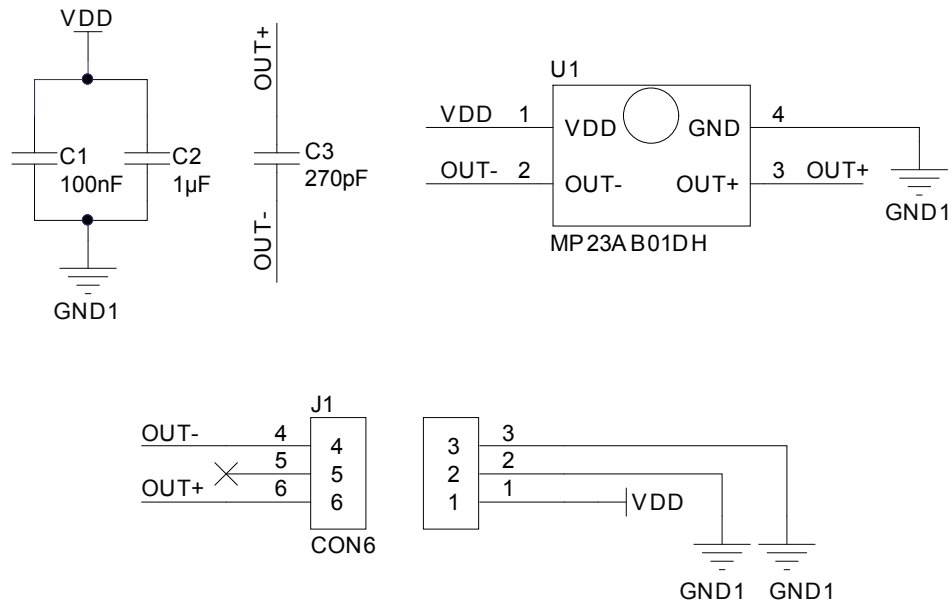 VDD
C1
100nF
C2
1µF
GND1
OUT+
C3
270pF
OUT-
U1
VDD 1 VDD GND 4
OUT- 2 OUT- OUT+ 3 OUT+
GND1
MP23AB01DH
J1
OUT- 4 4 3 3
5 5 2 2
OUT+ 6 6 1 1 VDD
CON6
GND1 GND1